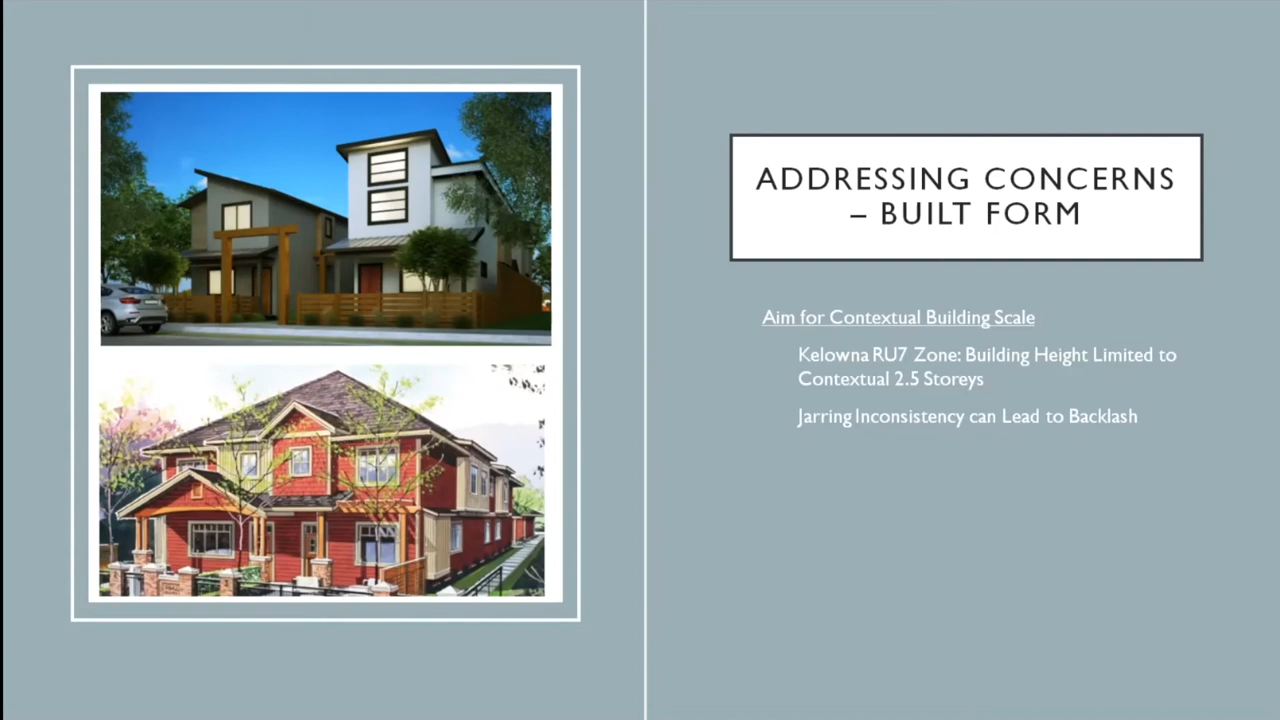 ADDRESSING CONCERNS
– BUILT FORM
Aim for Contextual Building Scale
Kelowna RU7 Zone: Building Height Limited to
Contextual 2.5 Storeys
Jarring Inconsistency can Lead to Backlash